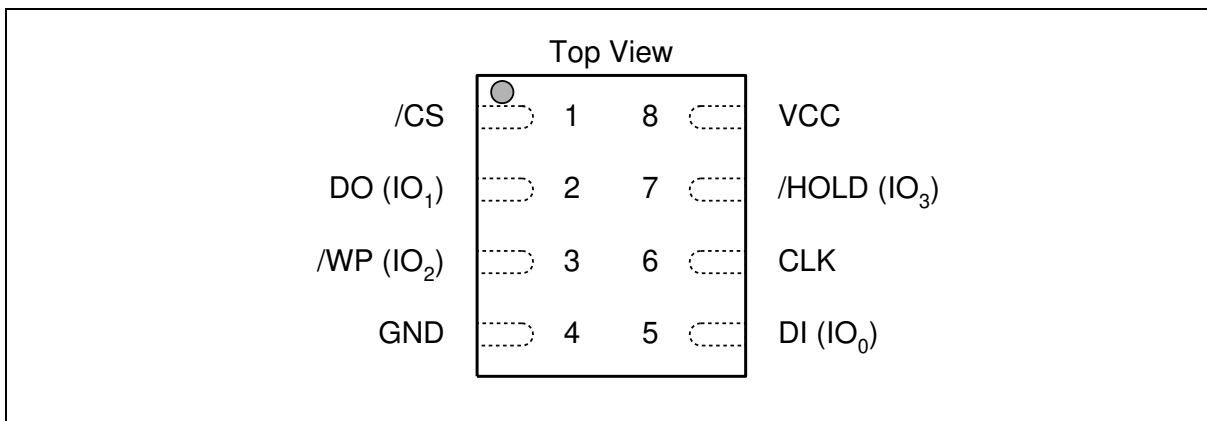 Top View
/CS 1 8 VCC
DO (IO₁) 2 7 /HOLD (IO₃)
/WP (IO₂) 3 6 CLK
GND 4 5 DI (IO₀)